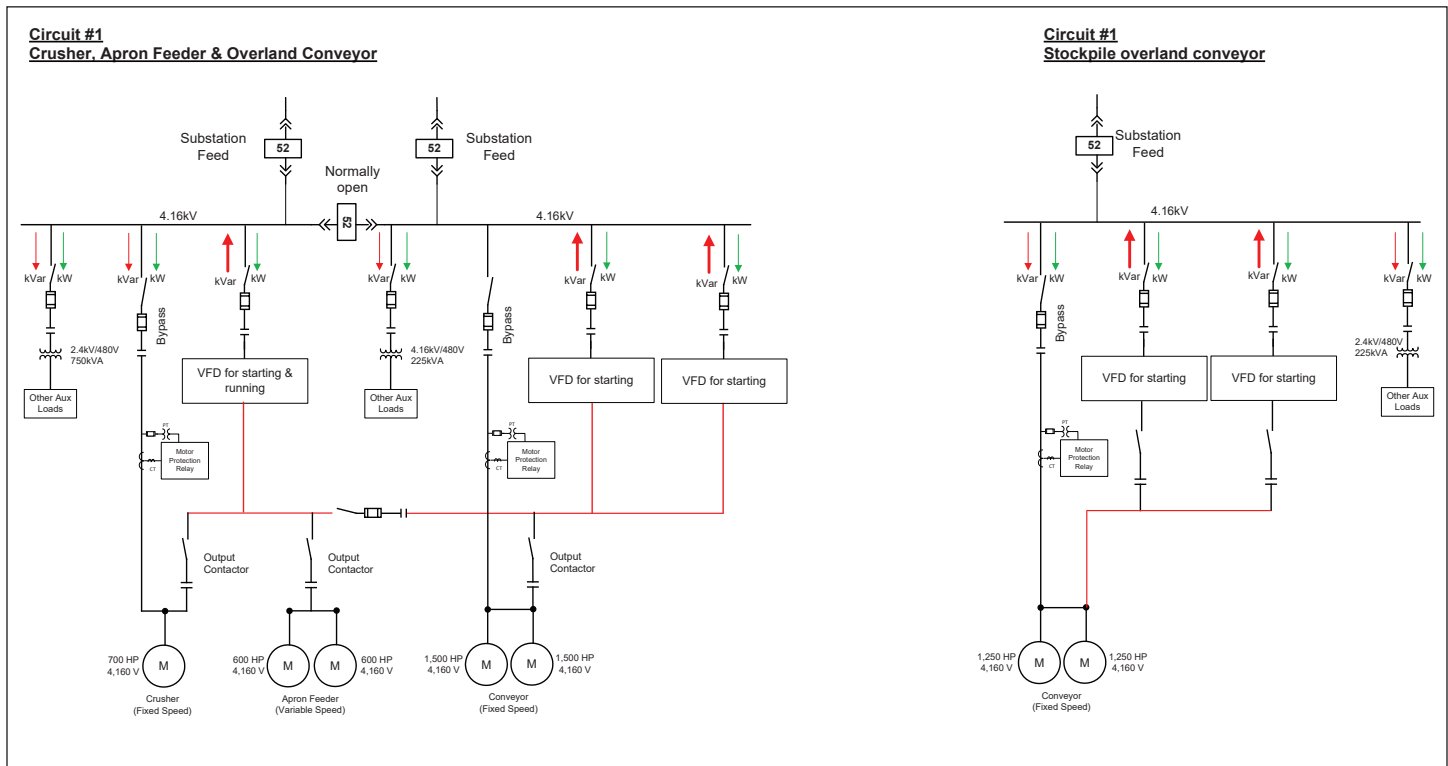 Circuit #1
Crusher, Apron Feeder & Overland Conveyor
Substation
Feed
52
52
Substation
Feed
Normally
open
52
4.16kV
4.16kV
kVar
kW
kVar
kW
kVar
kW
kVar
kW
kVar
kW
kVar
kW
Bypass
Bypass
2.4kV/480V
750kVA
4.16kV/480V
225kVA
VFD for starting &
running
VFD for starting
VFD for starting
Other Aux
Loads
Other Aux
Loads
PT
CT
Motor
Protection
Relay
PT
CT
Motor
Protection
Relay
Output
Contactor
Output
Contactor
Output
Contactor
700 HP
4,160 V
M
Crusher
(Fixed Speed)
600 HP
4,160 V
M
M
600 HP
4,160 V
Apron Feeder
(Variable Speed)
1,500 HP
4,160 V
M
M
1,500 HP
4,160 V
Conveyor
(Fixed Speed)
Circuit #1
Stockpile overland conveyor
52
Substation
Feed
4.16kV
kVar
kW
kVar
kW
kVar
kW
kVar
kW
Bypass
VFD for starting
VFD for starting
2.4kV/480V
225kVA
Other Aux
Loads
PT
CT
Motor
Protection
Relay
1,250 HP
4,160 V
M
M
1,250 HP
4,160 V
Conveyor
(Fixed Speed)